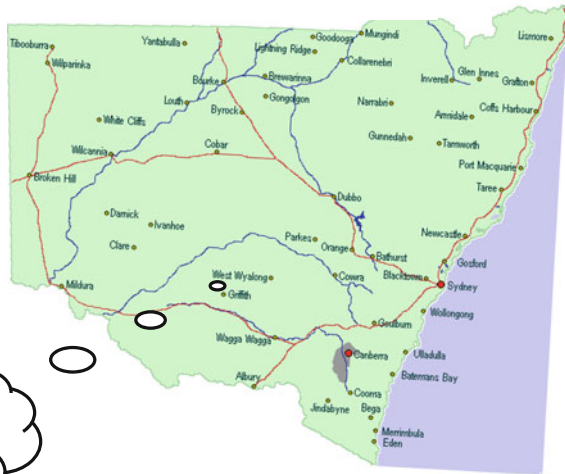 Goodooga
Mungindi
Lismore
Tibooburra
Yantabulla
Lightning Ridge
Wilparinka
Collarenebri
Bourke
Brewarrina
Inverell
Glen Innes
Grafton
Louth
Gongolgon
Byrock
Narrabri
Coffs Harbour
White Cliffs
Armidale
Gunnedah
Tamworth
Wilcannia
Cobar
Port Macquarie
Broken Hill
Taree
Dubbo
Darnick
Ivanhoe
Newcastle
Parkes
Clare
Orange
Bathurst
Gosford
West Wyalong
Cowra
Blacktown
Mildura
Sydney
Griffith
Wollongong
Goulburn
Wagga Wagga
Canberra
Ulladulla
Batemans Bay
Albury
Cooma
Jindabyne
Bega
Merrimbula
Eden